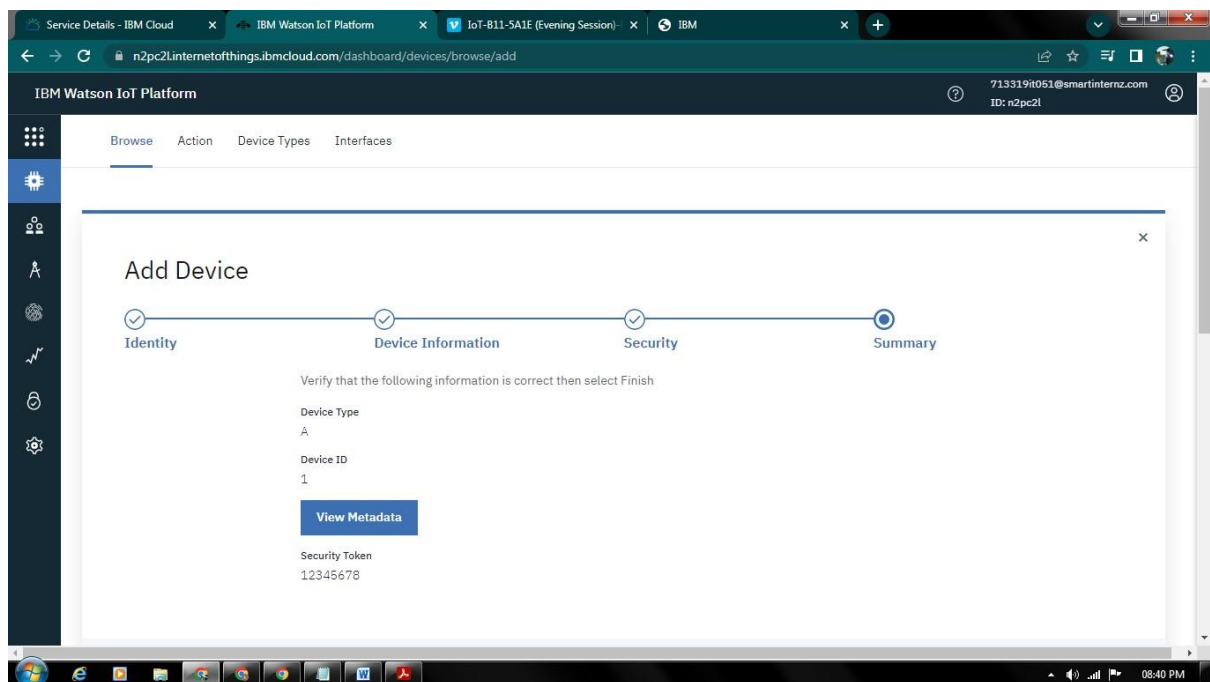 Service Details - IBM Cloud
IBM Watson IoT Platform
IoT-B11-5A1E (Evening Session)-
IBM
n2pc2l.internetofthings.ibmcloud.com/dashboard/devices/browse/add
IBM Watson IoT Platform
713319it051@smartinternz.com
ID: n2pc2l
Browse Action Device Types Interfaces
Add Device
Identity Device Information Security Summary
Verify that the following information is correct then select Finish
Device Type
A
Device ID
1
View Metadata
Security Token
12345678
08:40 PM